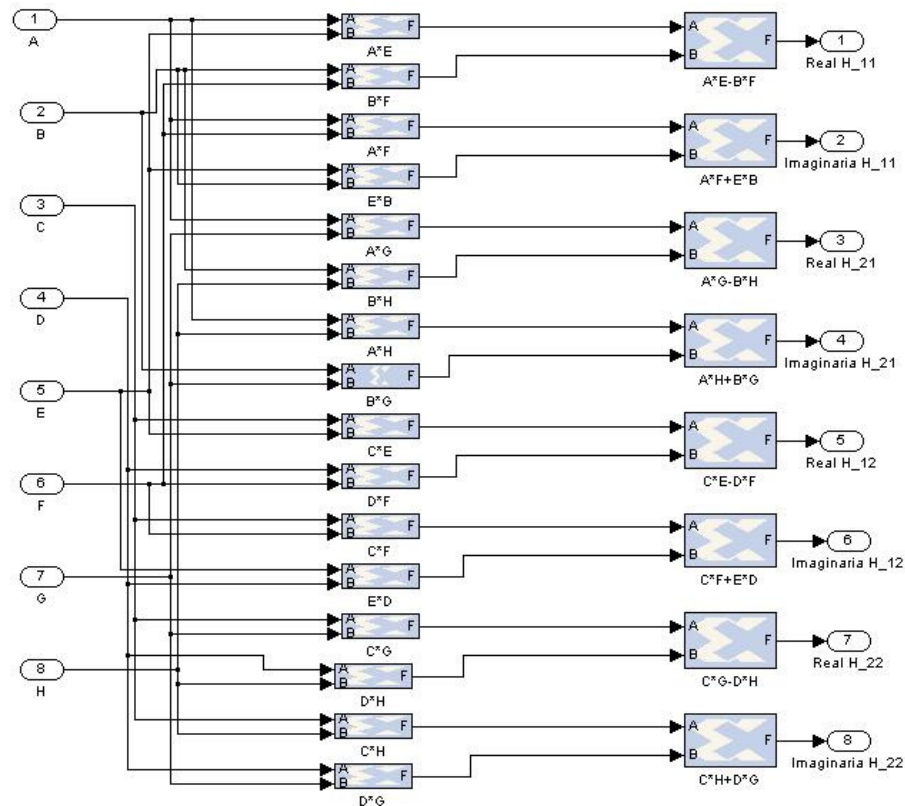 1
A
2
B
3
C
4
D
5
E
6
F
7
G
8
H
A
B
F
A*E
A
B
F
B*F
A
B
F
A*F
A
B
F
E*B
A
B
F
A*G
A
B
F
B*H
A
B
F
A*H
A
B
F
B*G
A
B
F
C*E
A
B
F
D*F
A
B
F
C*F
A
B
F
E*D
A
B
F
C*G
A
B
F
D*H
A
B
F
C*H
A
B
F
D*G
A
B
F
A*E-B*F
A
B
F
A*F+E*B
A
B
F
A*G-B*H
A
B
F
A*H+B*G
A
B
F
C*E-D*F
A
B
F
C*F+E*D
A
B
F
C*G-D*H
A
B
F
C*H+D*G
1
Real H_11
2
Imaginaria H_11
3
Real H_21
4
Imaginaria H_21
5
Real H_12
6
Imaginaria H_12
7
Real H_22
8
Imaginaria H_22